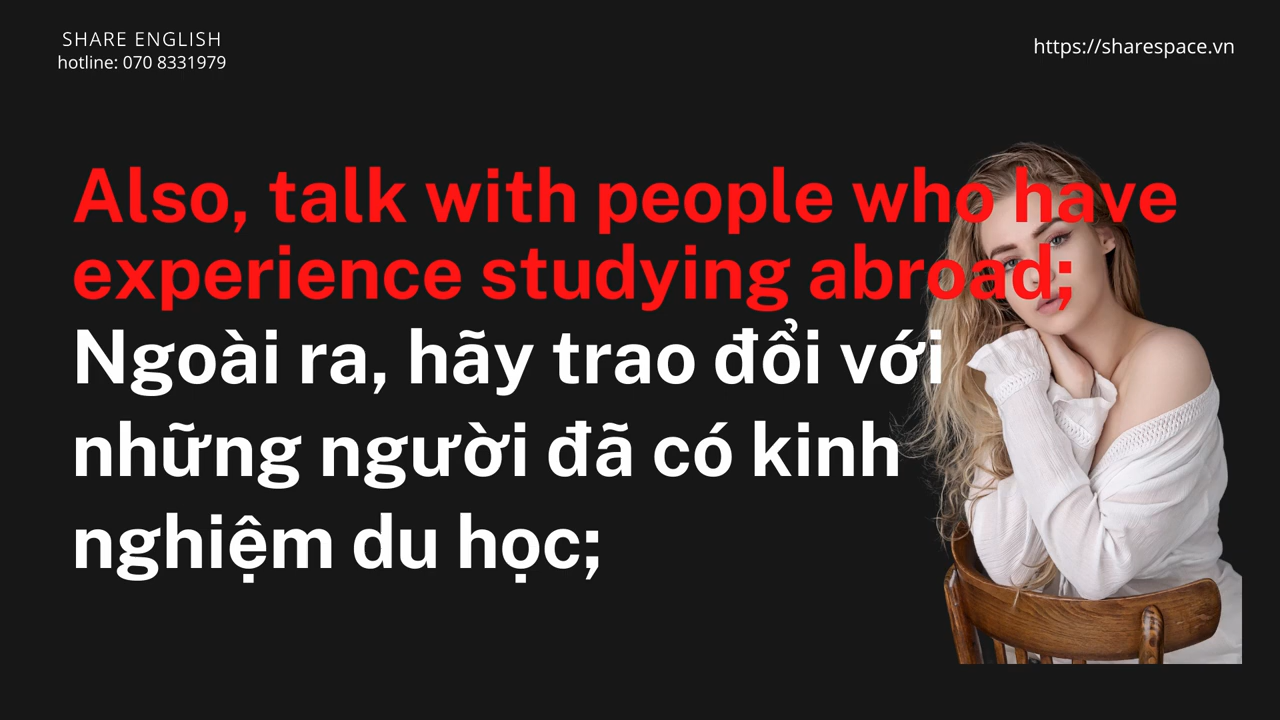 SHARE ENGLISH
hotline: 070 8331979
https://sharespace.vn
Also, talk with people who have
experience studying abroad;
Ngoài ra, hãy trao đổi với
những người đã có kinh
nghiệm du học;